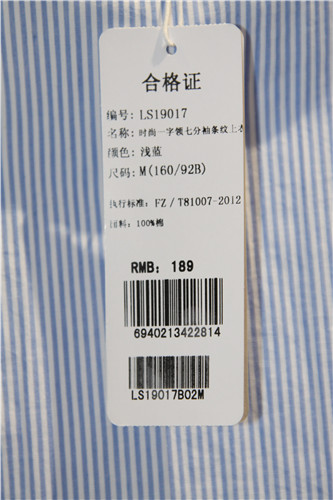 合格证
编号: LS19017
名称: 时尚一字领七分袖条纹上衣
颜色: 浅蓝
尺码: M(160/92B)
执行标准: FZ/T81007-2012
面料: 100%棉
RMB: 189
6940213422814
LS19017B02M